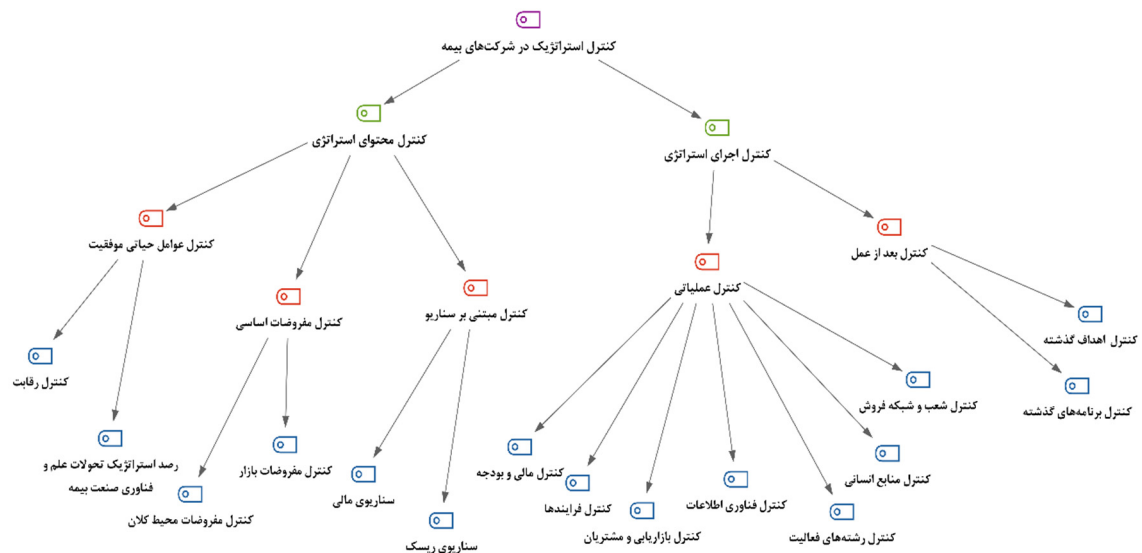 کنترل استراتژیک در شرکت‌های بیمه
کنترل اجرای استراتژی
کنترل محتوای استراتژی
کنترل بعد از عمل
کنترل عملیاتی
کنترل مبتنی بر سناریو
کنترل مفروضات اساسی
کنترل عوامل حیاتی موفقیت
کنترل اهداف گذشته
کنترل برنامه‌های گذشته
کنترل شعب و شبکه فروش
کنترل منابع انسانی
کنترل رشته‌های فعالیت
کنترل فناوری اطلاعات
کنترل بازاریابی و مشتریان
کنترل فرایندها
کنترل مالی و بودجه
سناریوی ریسک
سناریوی مالی
کنترل مفروضات بازار
کنترل مفروضات محیط کلان
رصد استراتژیک تحولات علم و
فناوری صنعت بیمه
کنترل رقابت